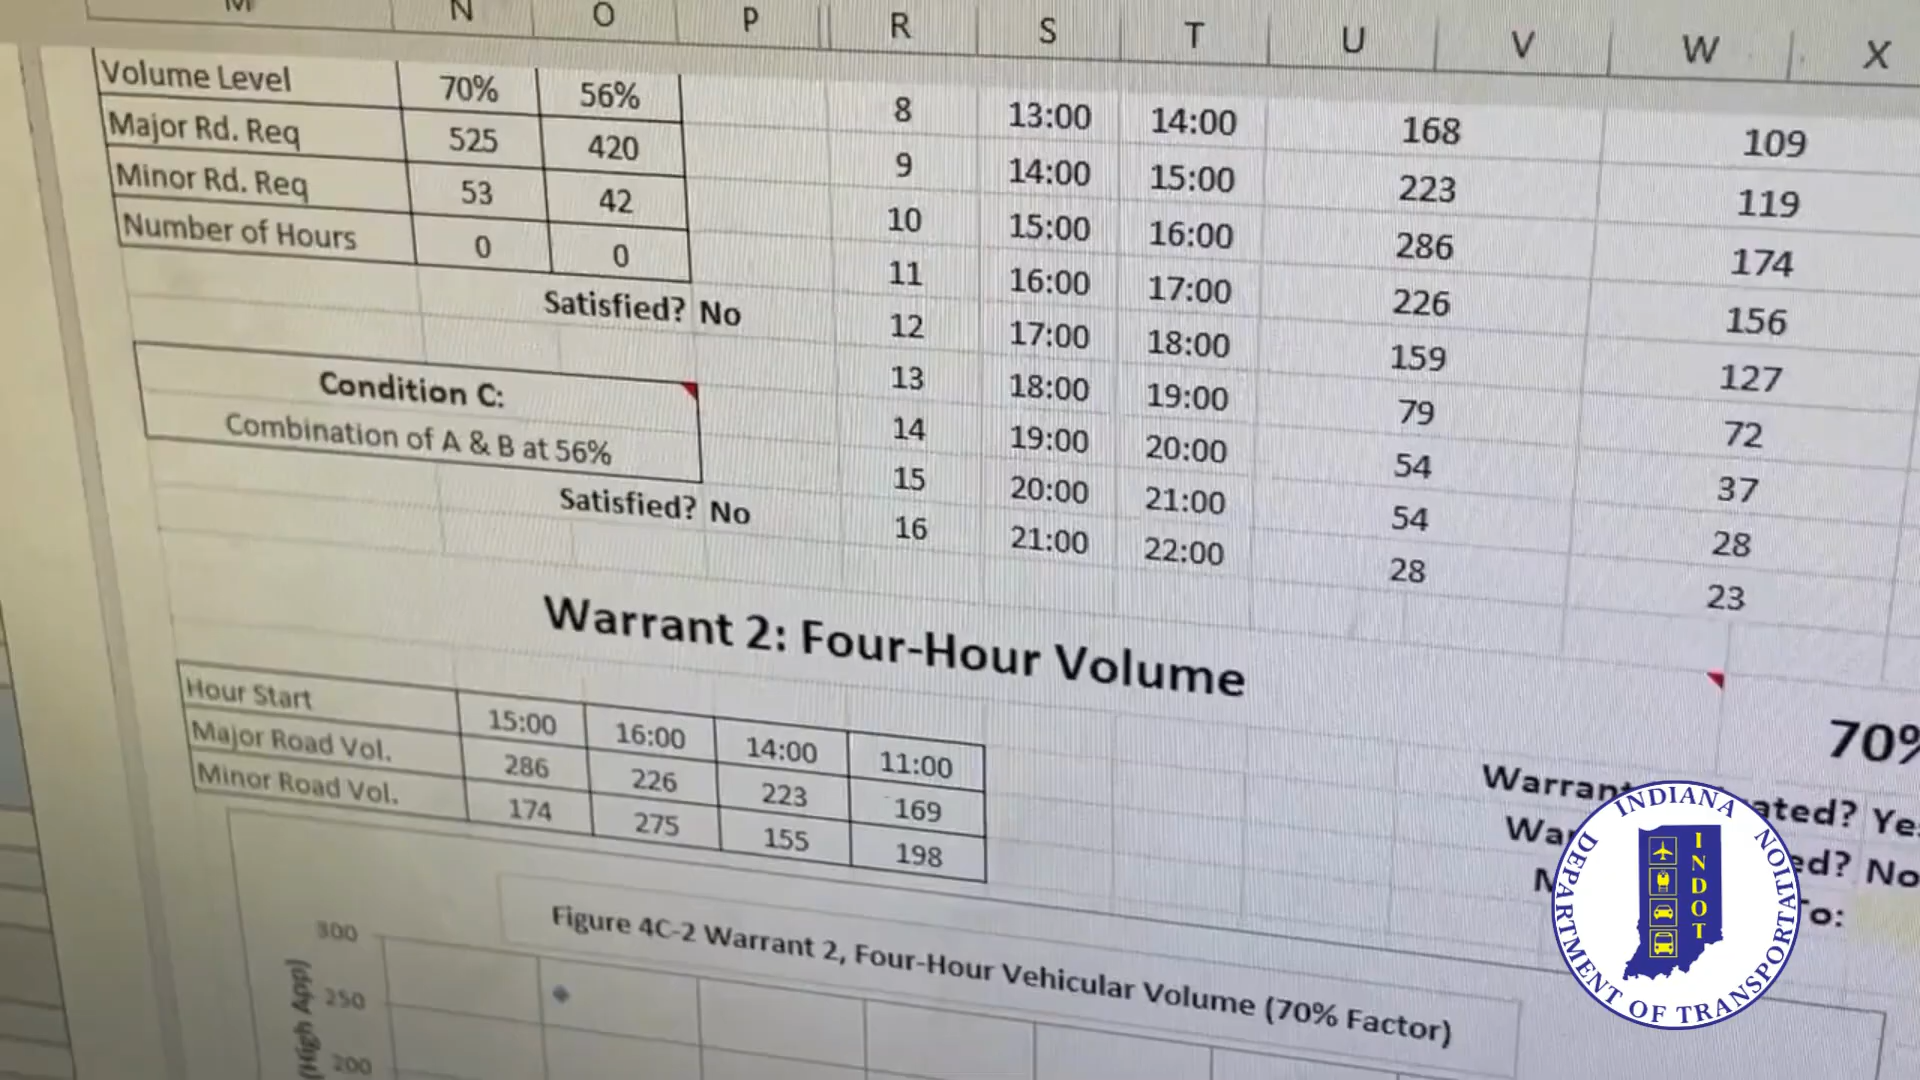 M N O P R S T U V W X
Volume Level 70% 56%
Major Rd. Req 525 420
Minor Rd. Req 53 42
Number of Hours 0 0
Satisfied? No
Condition C:
Combination of A & B at 56%
Satisfied? No
8 13:00 14:00 168 109
9 14:00 15:00 223 119
10 15:00 16:00 286 174
11 16:00 17:00 226 156
12 17:00 18:00 159 127
13 18:00 19:00 79 72
14 19:00 20:00 54 37
15 20:00 21:00 54 28
16 21:00 22:00 28 23
Warrant 2: Four-Hour Volume
Hour Start 15:00 16:00 14:00 11:00
Major Road Vol. 286 226 223 169
Minor Road Vol. 174 275 155 198
70%
Figure 4C-2 Warrant 2, Four-Hour Vehicular Volume (70% Factor)
300
250
200
(High App)
No
INDIANA
DEPARTMENT OF TRANSPORTATION
INDOT